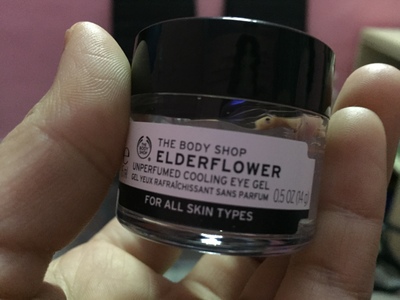 THE BODY SHOP
ELDERFLOWER
UNPERFUMED COOLING EYE GEL
GEL YEUX RAFRAÎCHISSANT SANS PARFUM
0.5 OZ (14 g)
FOR ALL SKIN TYPES